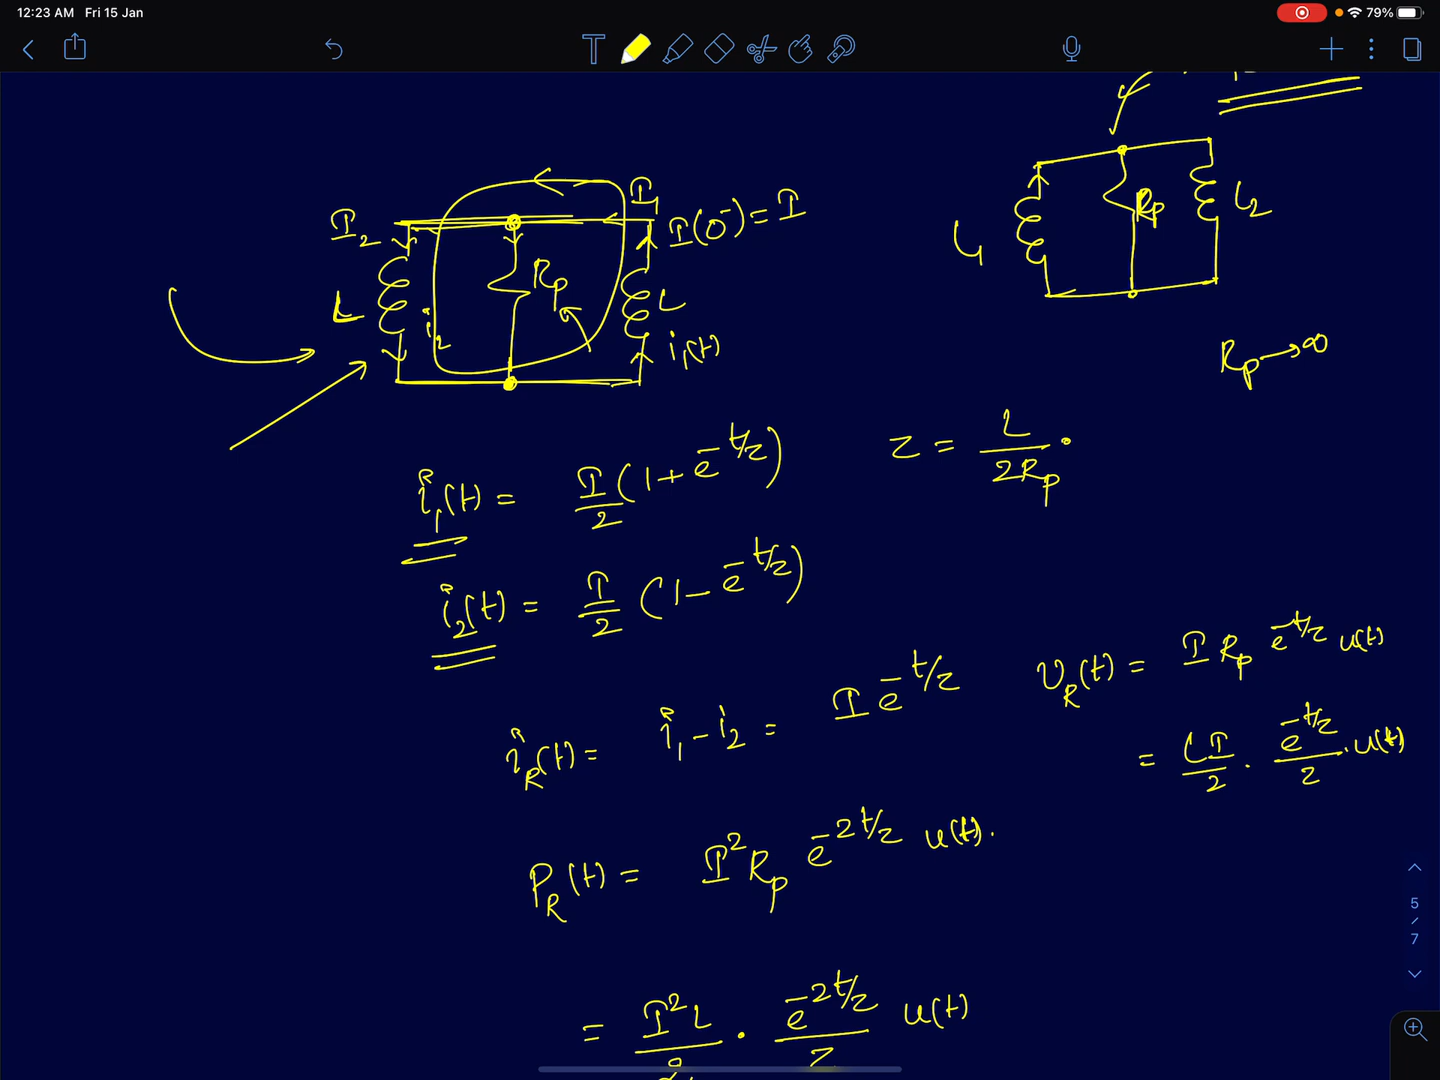 12:23 AM Fri 15 Jan
79%
T
I₂
I₁
I(0⁻) = I
L
i₂
Rp
L
i₁(t)
L₁
Rp
L₂
Rp → ∞
i₁(t) = I/2 (1 + e^(-t/τ))
τ = L/(2Rp) .
i₂(t) = I/2 (1 - e^(-t/τ))
iR(t) = i₁ - i₂ = I e^(-t/τ)
vR(t) = I Rp e^(-t/τ) u(t)
= LI/2 . e^(-t/τ)/τ . u(t)
PR(t) = I² Rp e^(-2t/τ) u(t).
= I²L/2 . e^(-2t/τ)/τ u(t)
5
/
7